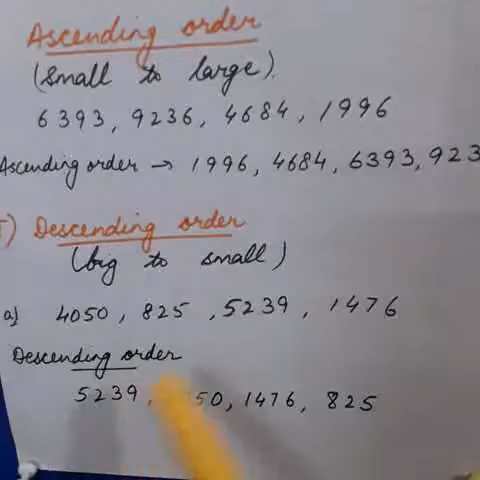 Ascending order
(Small to large)
6393, 9236, 4684, 1996
Ascending order → 1996, 4684, 6393, 923
) Descending order
(big to small)
a) 4050, 825, 5239, 1476
Descending order
5239, 50, 1476, 825